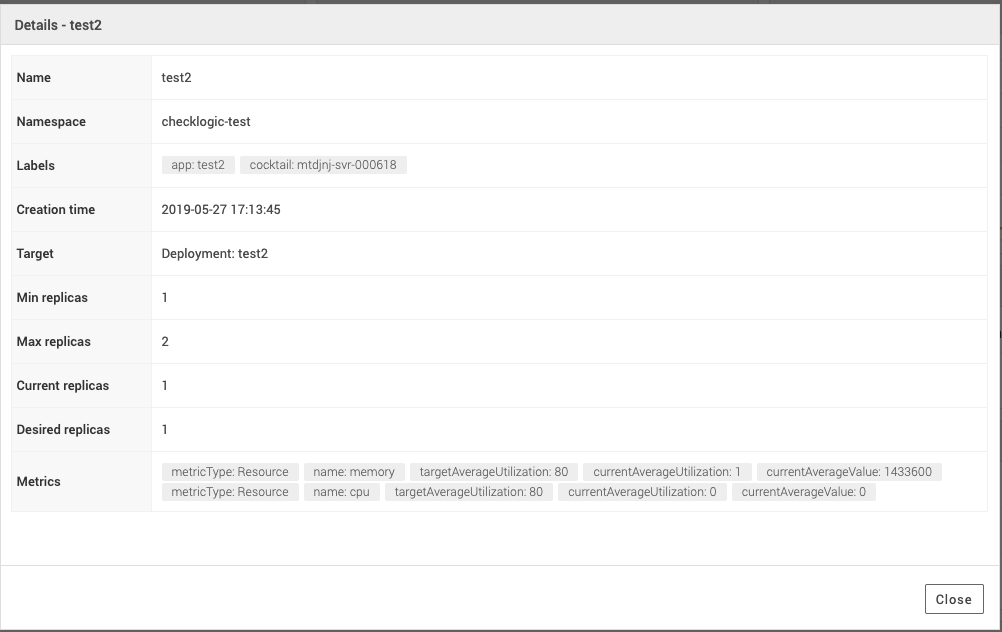 Details - test2
Name test2
Namespace checklogic-test
Labels app: test2 cocktail: mtdjnj-svr-000618
Creation time 2019-05-27 17:13:45
Target Deployment: test2
Min replicas 1
Max replicas 2
Current replicas 1
Desired replicas 1
Metrics metricType: Resource name: memory targetAverageUtilization: 80 currentAverageUtilization: 1 currentAverageValue: 1433600
metricType: Resource name: cpu targetAverageUtilization: 80 currentAverageUtilization: 0 currentAverageValue: 0
Close